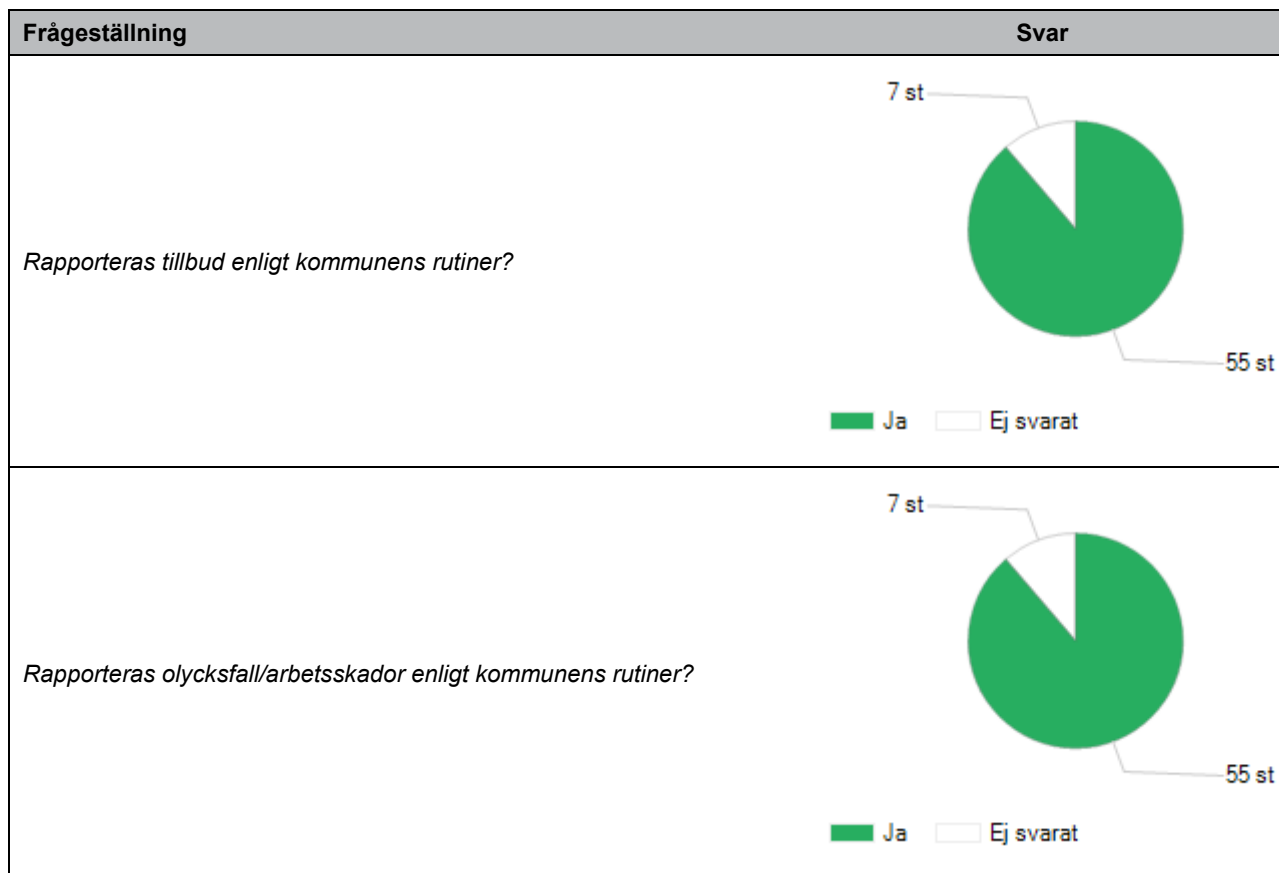 Frågeställning Svar
7 st
Rapporteras tillbud enligt kommunens rutiner?
55 st
Ja Ej svarat
7 st
Rapporteras olycksfall/arbetsskador enligt kommunens rutiner?
55 st
Ja Ej svarat